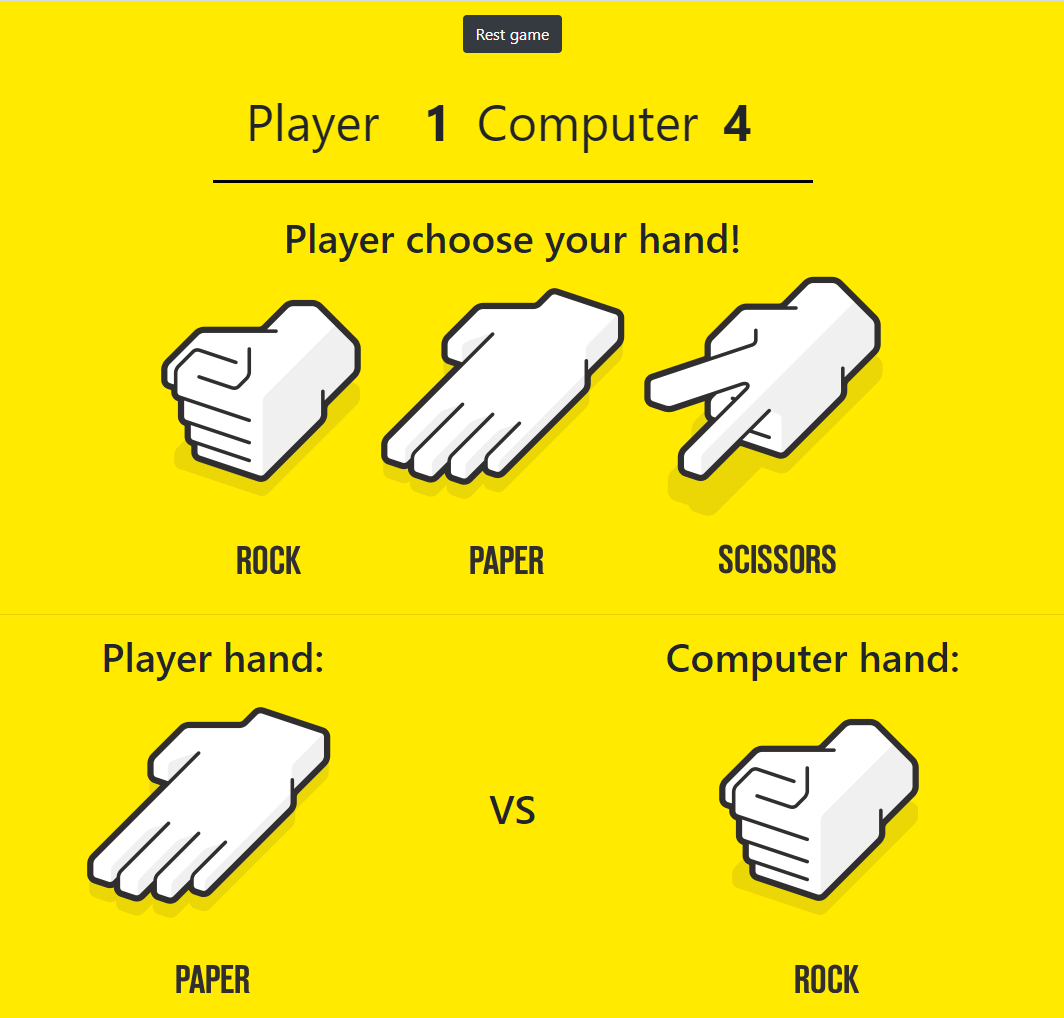 Rest game
Player 1 Computer 4
Player choose your hand!
ROCK PAPER SCISSORS
Player hand: Computer hand:
VS
PAPER ROCK